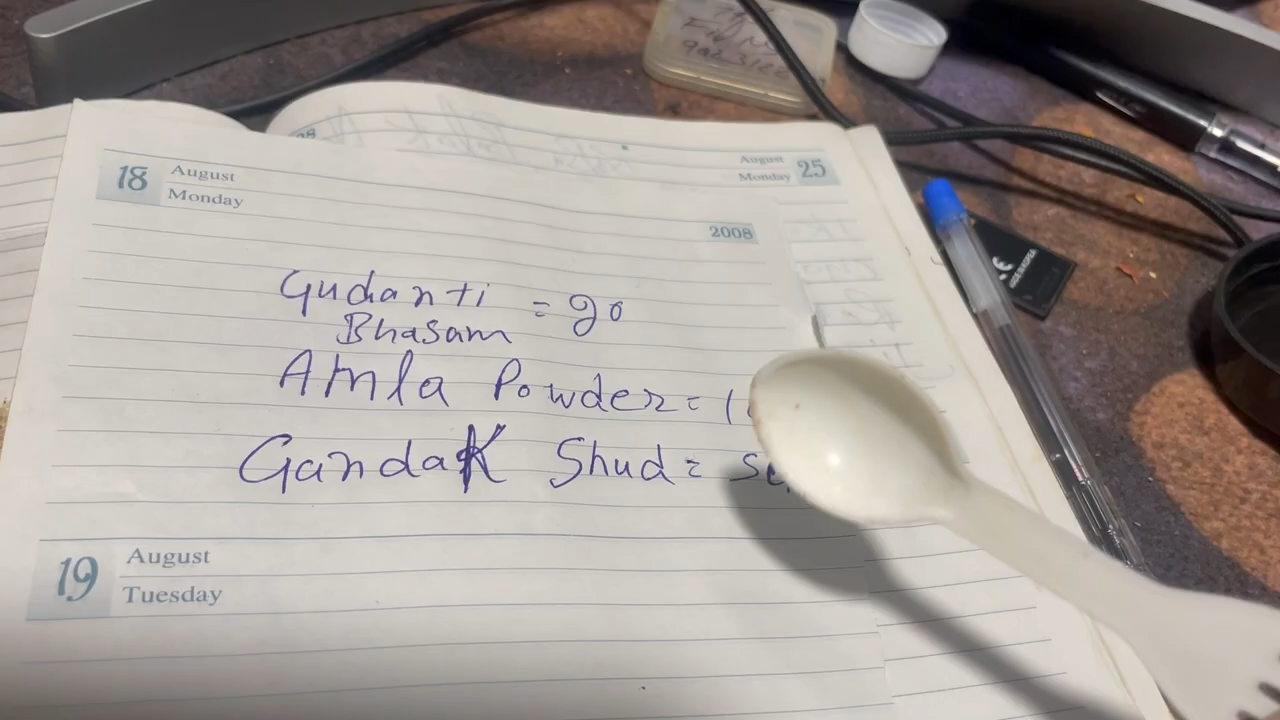 18 August
Monday
August 25
Monday
2008
Gudanti = 20
Bhasam
Amla Powder =
Gandak Shud =
19 August
Tuesday